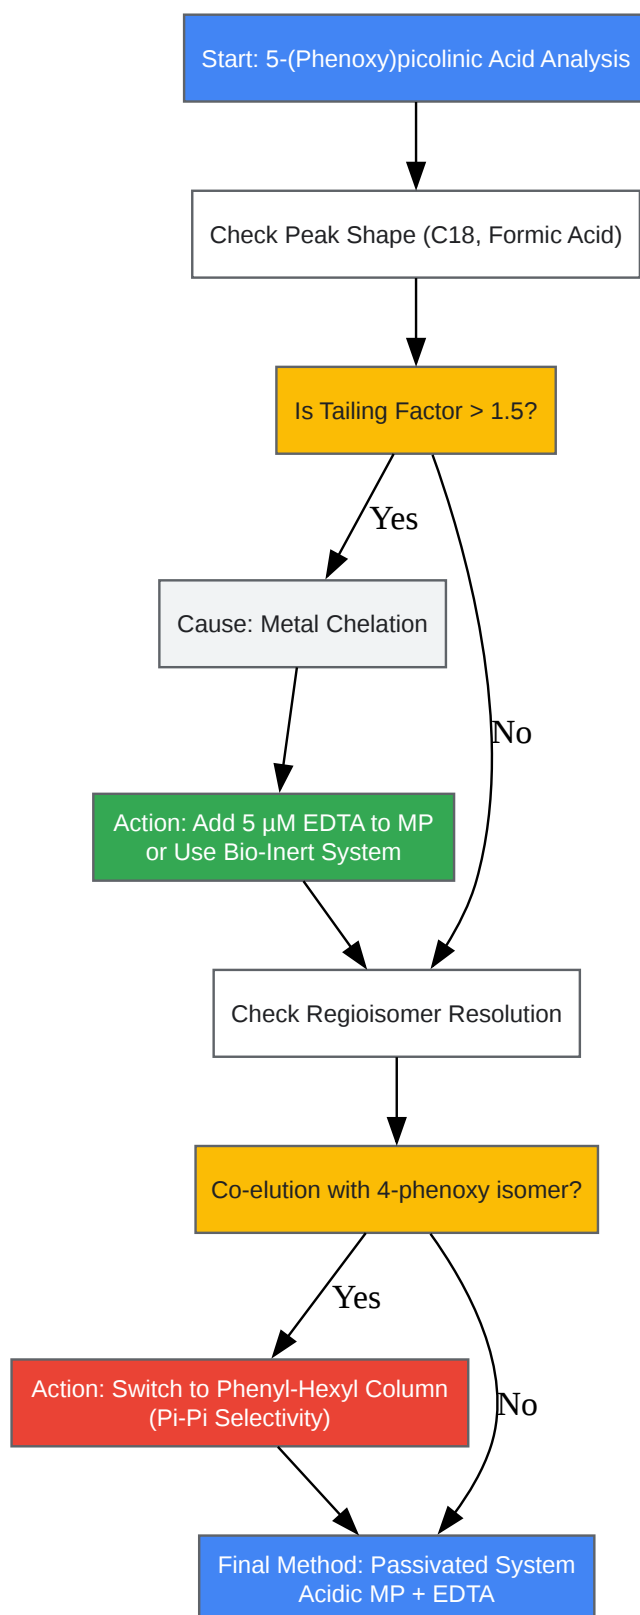 Start: 5-(Phenoxy)picolinic Acid Analysis
Check Peak Shape (C18, Formic Acid)
Is Tailing Factor > 1.5?
Yes
Cause: Metal Chelation
No
Action: Add 5 µM EDTA to MP
or Use Bio-Inert System
Check Regioisomer Resolution
Co-elution with 4-phenoxy isomer?
Yes
Action: Switch to Phenyl-Hexyl Column
(Pi-Pi Selectivity)
No
Final Method: Passivated System
Acidic MP + EDTA